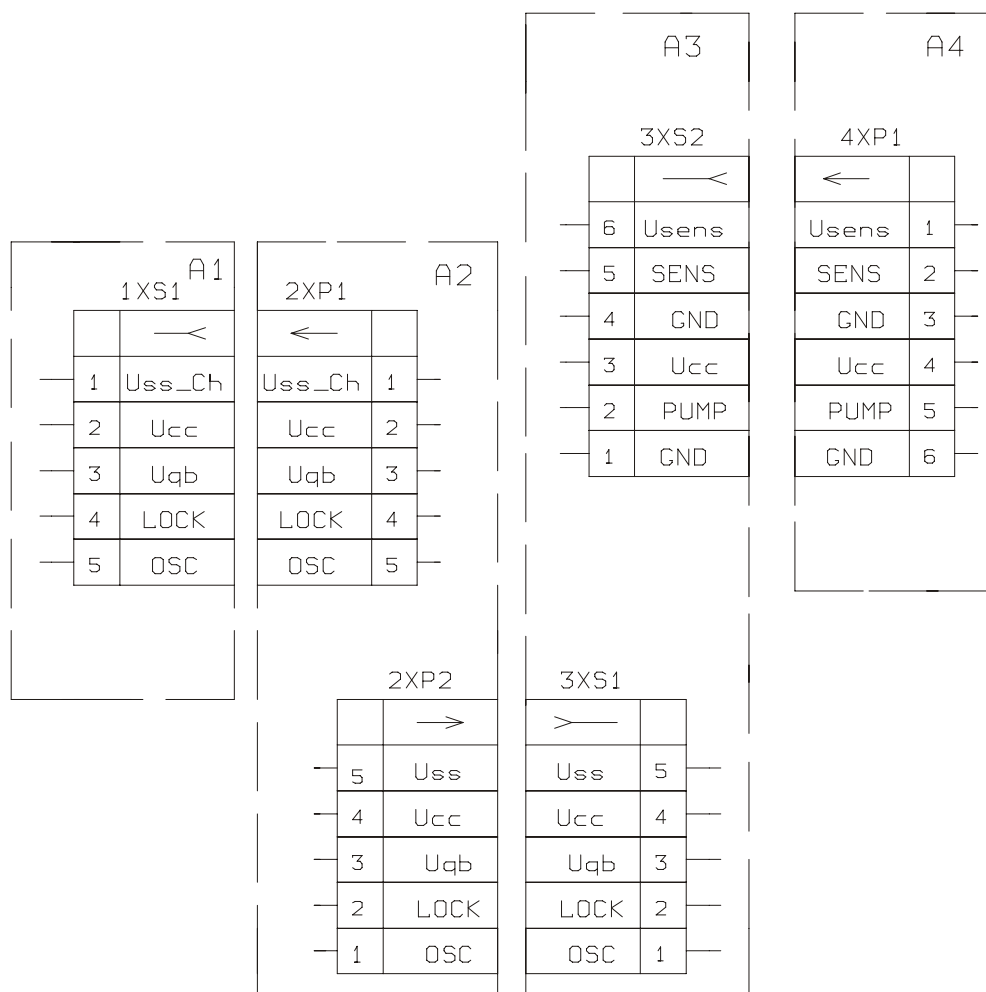 A3 A4
3XS2 4XP1
6 Usens Usens 1
5 SENS SENS 2
4 GND GND 3
3 Ucc Ucc 4
2 PUMP PUMP 5
1 GND GND 6
A1 A2
1XS1 2XP1
1 Uss_Ch Uss_Ch 1
2 Ucc Ucc 2
3 Uqb Uqb 3
4 LOCK LOCK 4
5 OSC OSC 5
2XP2 3XS1
5 Uss Uss 5
4 Ucc Ucc 4
3 Uqb Uqb 3
2 LOCK LOCK 2
1 OSC OSC 1